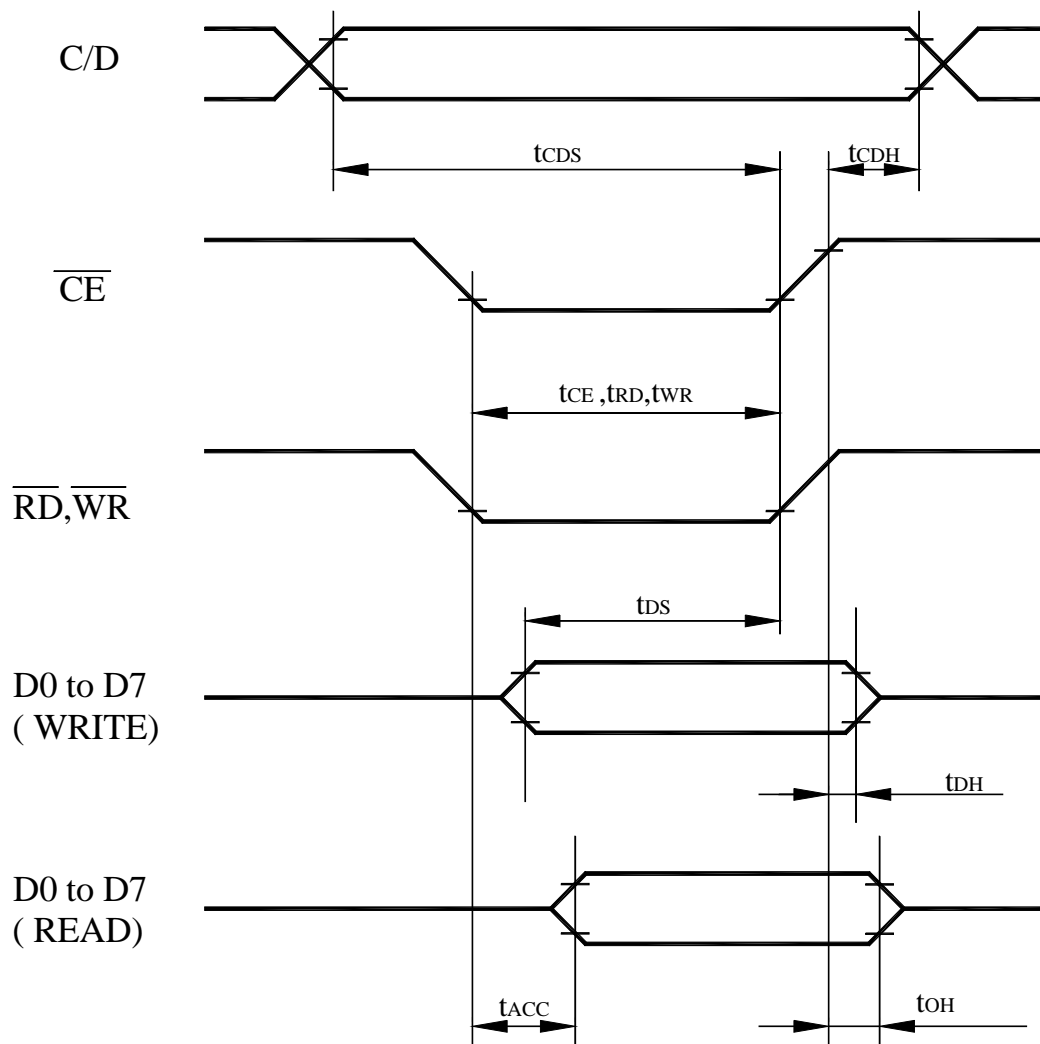 C/D
tCDS
tCDH
CE
tCE ,tRD,tWR
RD,WR
tDS
D0 to D7
( WRITE)
tDH
D0 to D7
( READ)
tACC
tOH